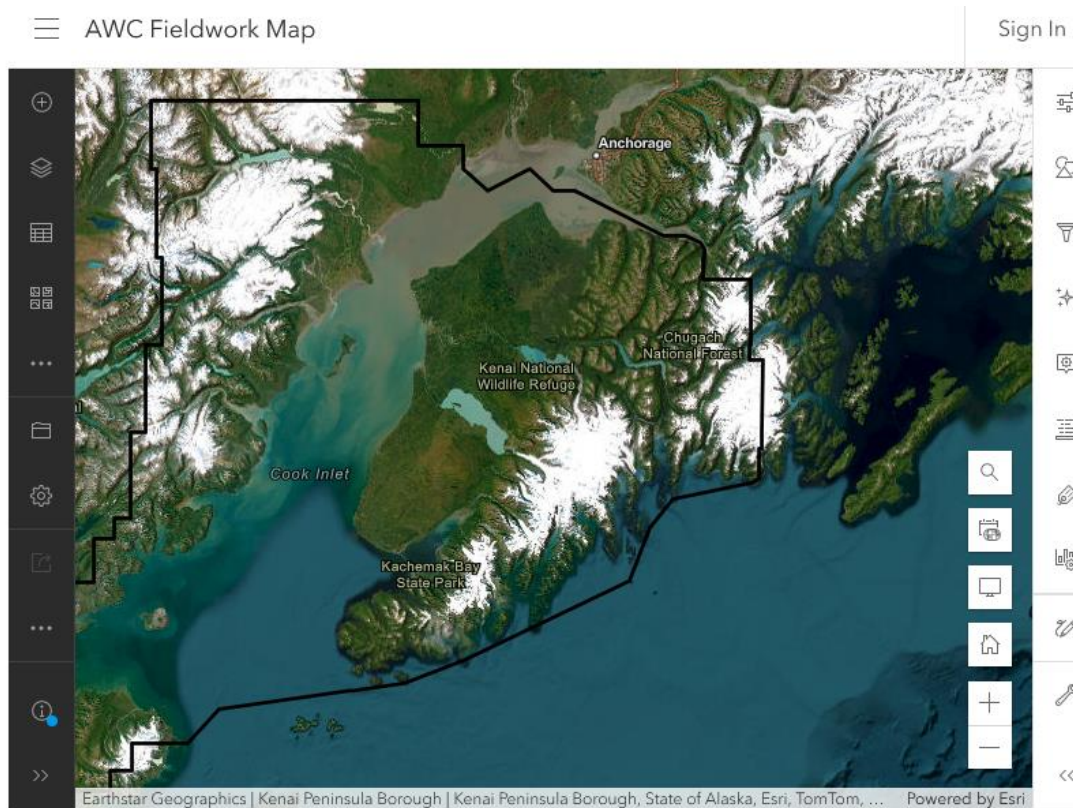 AWC Fieldwork Map
Sign In
Anchorage
Chugach
National Forest
Kenai National
Wildlife Refuge
Cook Inlet
Kachemak Bay
State Park
Earthstar Geographics | Kenai Peninsula Borough | Kenai Peninsula Borough, State of Alaska, Esri, TomTom, ...
Powered by Esri